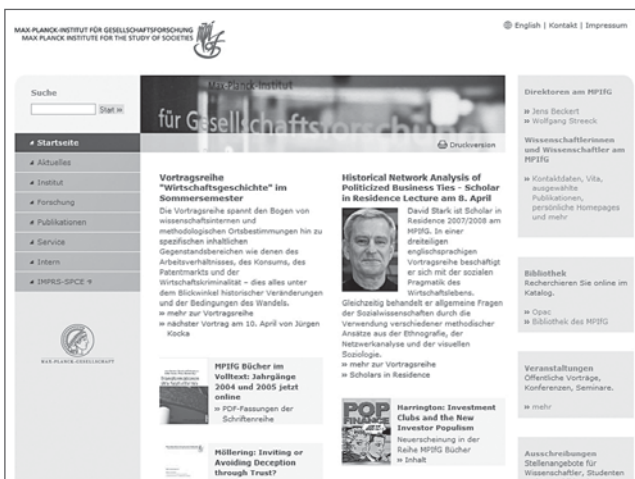 MAX-PLANCK-INSTITUT FÜR GESELLSCHAFTSFORSCHUNG
MAX PLANCK INSTITUTE FOR THE STUDY OF SOCIETIES
English | Kontakt | Impressum
Suche
Start »
Startseite
Aktuelles
Institut
Forschung
Publikationen
Service
Intern
IMPRS-SPCE
MAX-PLANCK-GESELLSCHAFT
Max-Planck-Institut
für Gesellschaftsforschung
Druckversion
Vortragsreihe
"Wirtschaftsgeschichte" im
Sommersemester
Die Vortragsreihe spannt den Bogen von
wissenschaftsinternen und
methodologischen Ortsbestimmungen hin zu
spezifischen inhaltlichen
Gegenstandsbereichen wie denen des
Arbeitsverhältnisses, des Konsums, des
Patentmarkts und der
Wirtschaftskriminalität – dies alles unter
dem Blickwinkel historischer Veränderungen
und der Bedingungen des Wandels.
» mehr zur Vortragsreihe
» nächster Vortrag am 10. April von Jürgen
Kocka
MPIfG Bücher im
Volltext: Jahrgänge
2004 und 2005 jetzt
online
» PDF-Fassungen der
Schriftenreihe
Möllering: Inviting or
Avoiding Deception
through Trust?
Historical Network Analysis of
Politicized Business Ties - Scholar
in Residence Lecture am 8. April
David Stark ist Scholar in
Residence 2007/2008 am
MPIfG. In einer
dreiteiligen
englischsprachigen
Vortragsreihe beschäftigt
er sich mit der sozialen
Pragmatik des
Wirtschaftslebens.
Gleichzeitig behandelt er allgemeine Fragen
der Sozialwissenschaften durch die
Verwendung verschiedener methodischer
Ansätze aus der Ethnografie, der
Netzwerkanalyse und der visuellen
Soziologie.
» mehr zur Vortragsreihe
» Scholars in Residence
POP
FINANCE
Harrington: Investment
Clubs and the New
Investor Populism
Neuerscheinung in der
Reihe MPIfG Bücher
» Inhalt
Direktoren am MPIfG
» Jens Beckert
» Wolfgang Streeck
Wissenschaftlerinnen
und Wissenschaftler am
MPIfG
» Kontaktdaten, Vita,
ausgewählte
Publikationen,
persönliche Homepages
und mehr
Bibliothek
Recherchieren Sie online im
Katalog.
» Opac
» Bibliothek des MPIfG
Veranstaltungen
Öffentliche Vorträge,
Konferenzen, Seminare.
» mehr
Ausschreibungen
Stellenangebote für
Wissenschaftler, Studenten